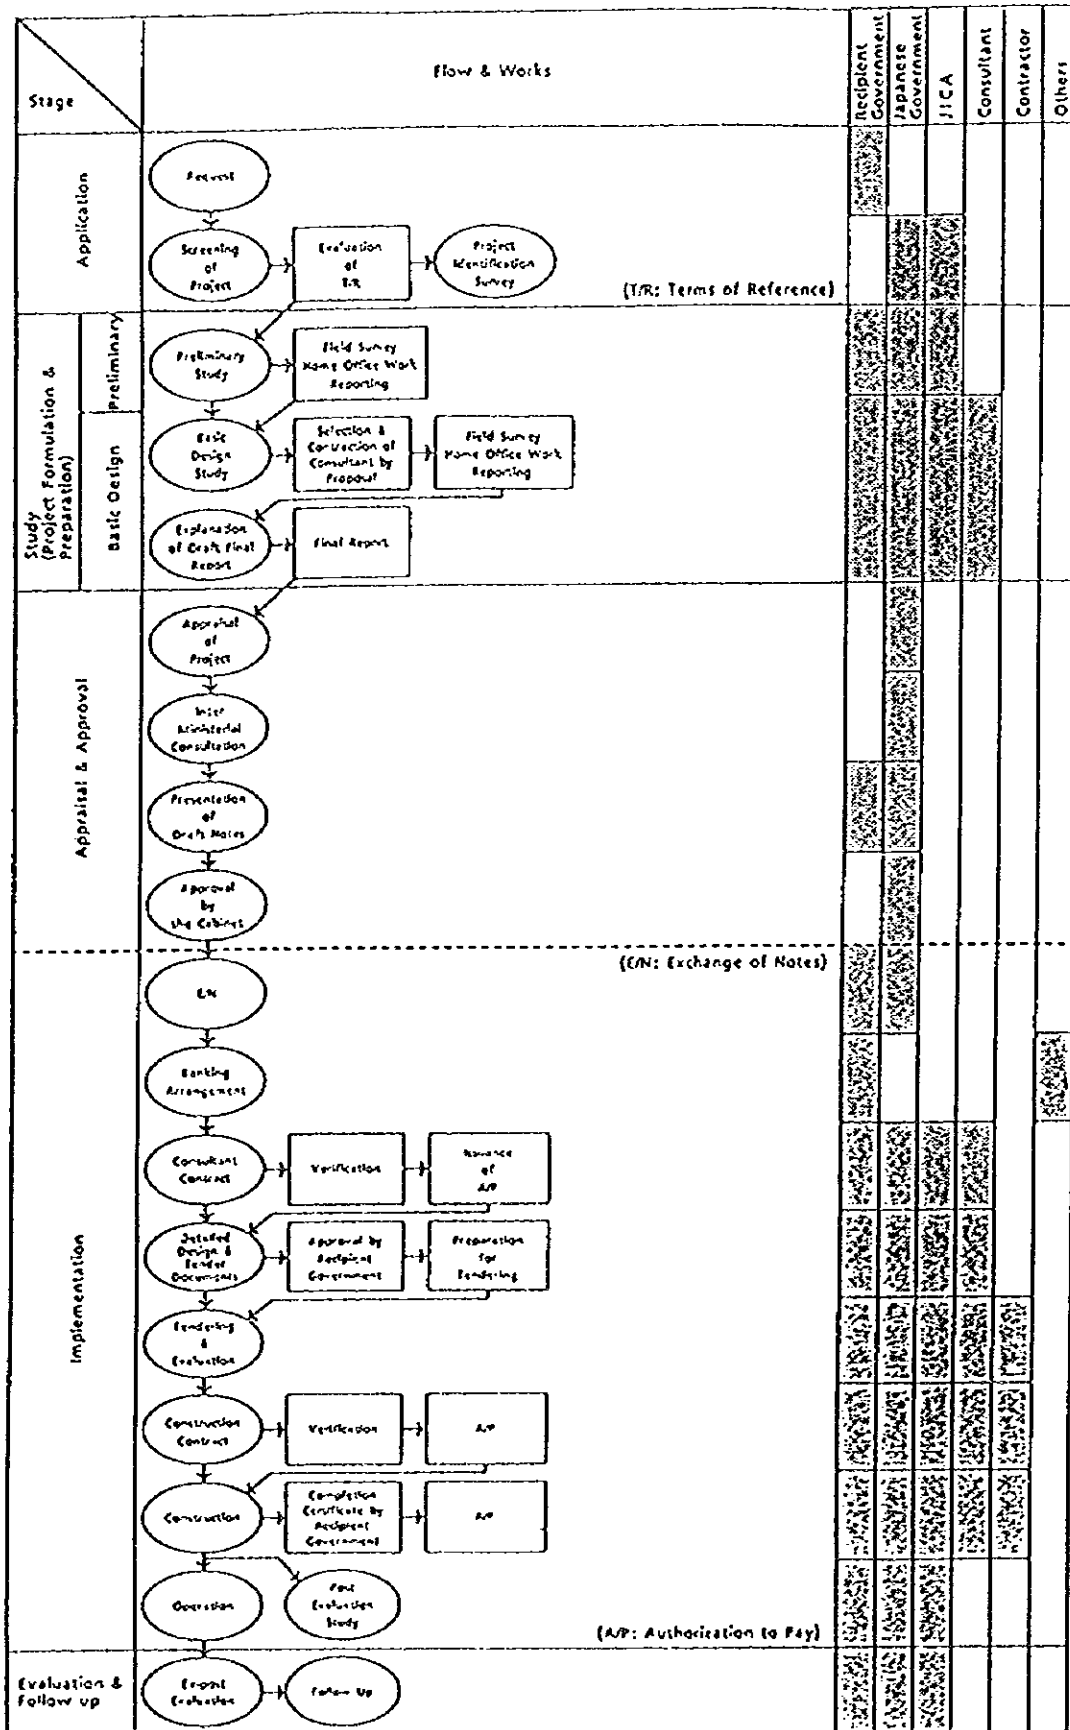 Stage
Flow & Works
Recipient
Government
Japanese
Government
JICA
Consultant
Contractor
Others
Application
Request
Screening
of
Project
Evaluation
of
T/R
Project
Identification
Survey
(T/R: Terms of Reference)
Study
(Project Formulation &
Preparation)
Preliminary
Preliminary
Study
Field Survey
Home Office Work
Reporting
Basic Design
Basic
Design
Study
Selection &
Contraction of
Consultant by
Proposal
Field Survey
Home Office Work
Reporting
Explanation
of Draft Final
Report
Final Report
Appraisal & Approval
Appraisal
of
Project
Inter
Ministerial
Consultation
Presentation
of
Draft Notes
Approval
by
the Cabinet
(E/N: Exchange of Notes)
Implementation
E/N
Banking
Arrangement
Consultant
Contract
Verification
Issuance
of
A/P
Detailed
Design &
Tender
Documents
Approval by
Recipient
Government
Preparation
for
Tendering
Tendering
&
Evaluation
Construction
Contract
Verification
A/P
Construction
Completion
Certificate by
Recipient
Government
A/P
Operation
Post
Evaluation
Study
(A/P: Authorization to Pay)
Evaluation &
Follow up
Ex-post
Evaluation
Follow Up